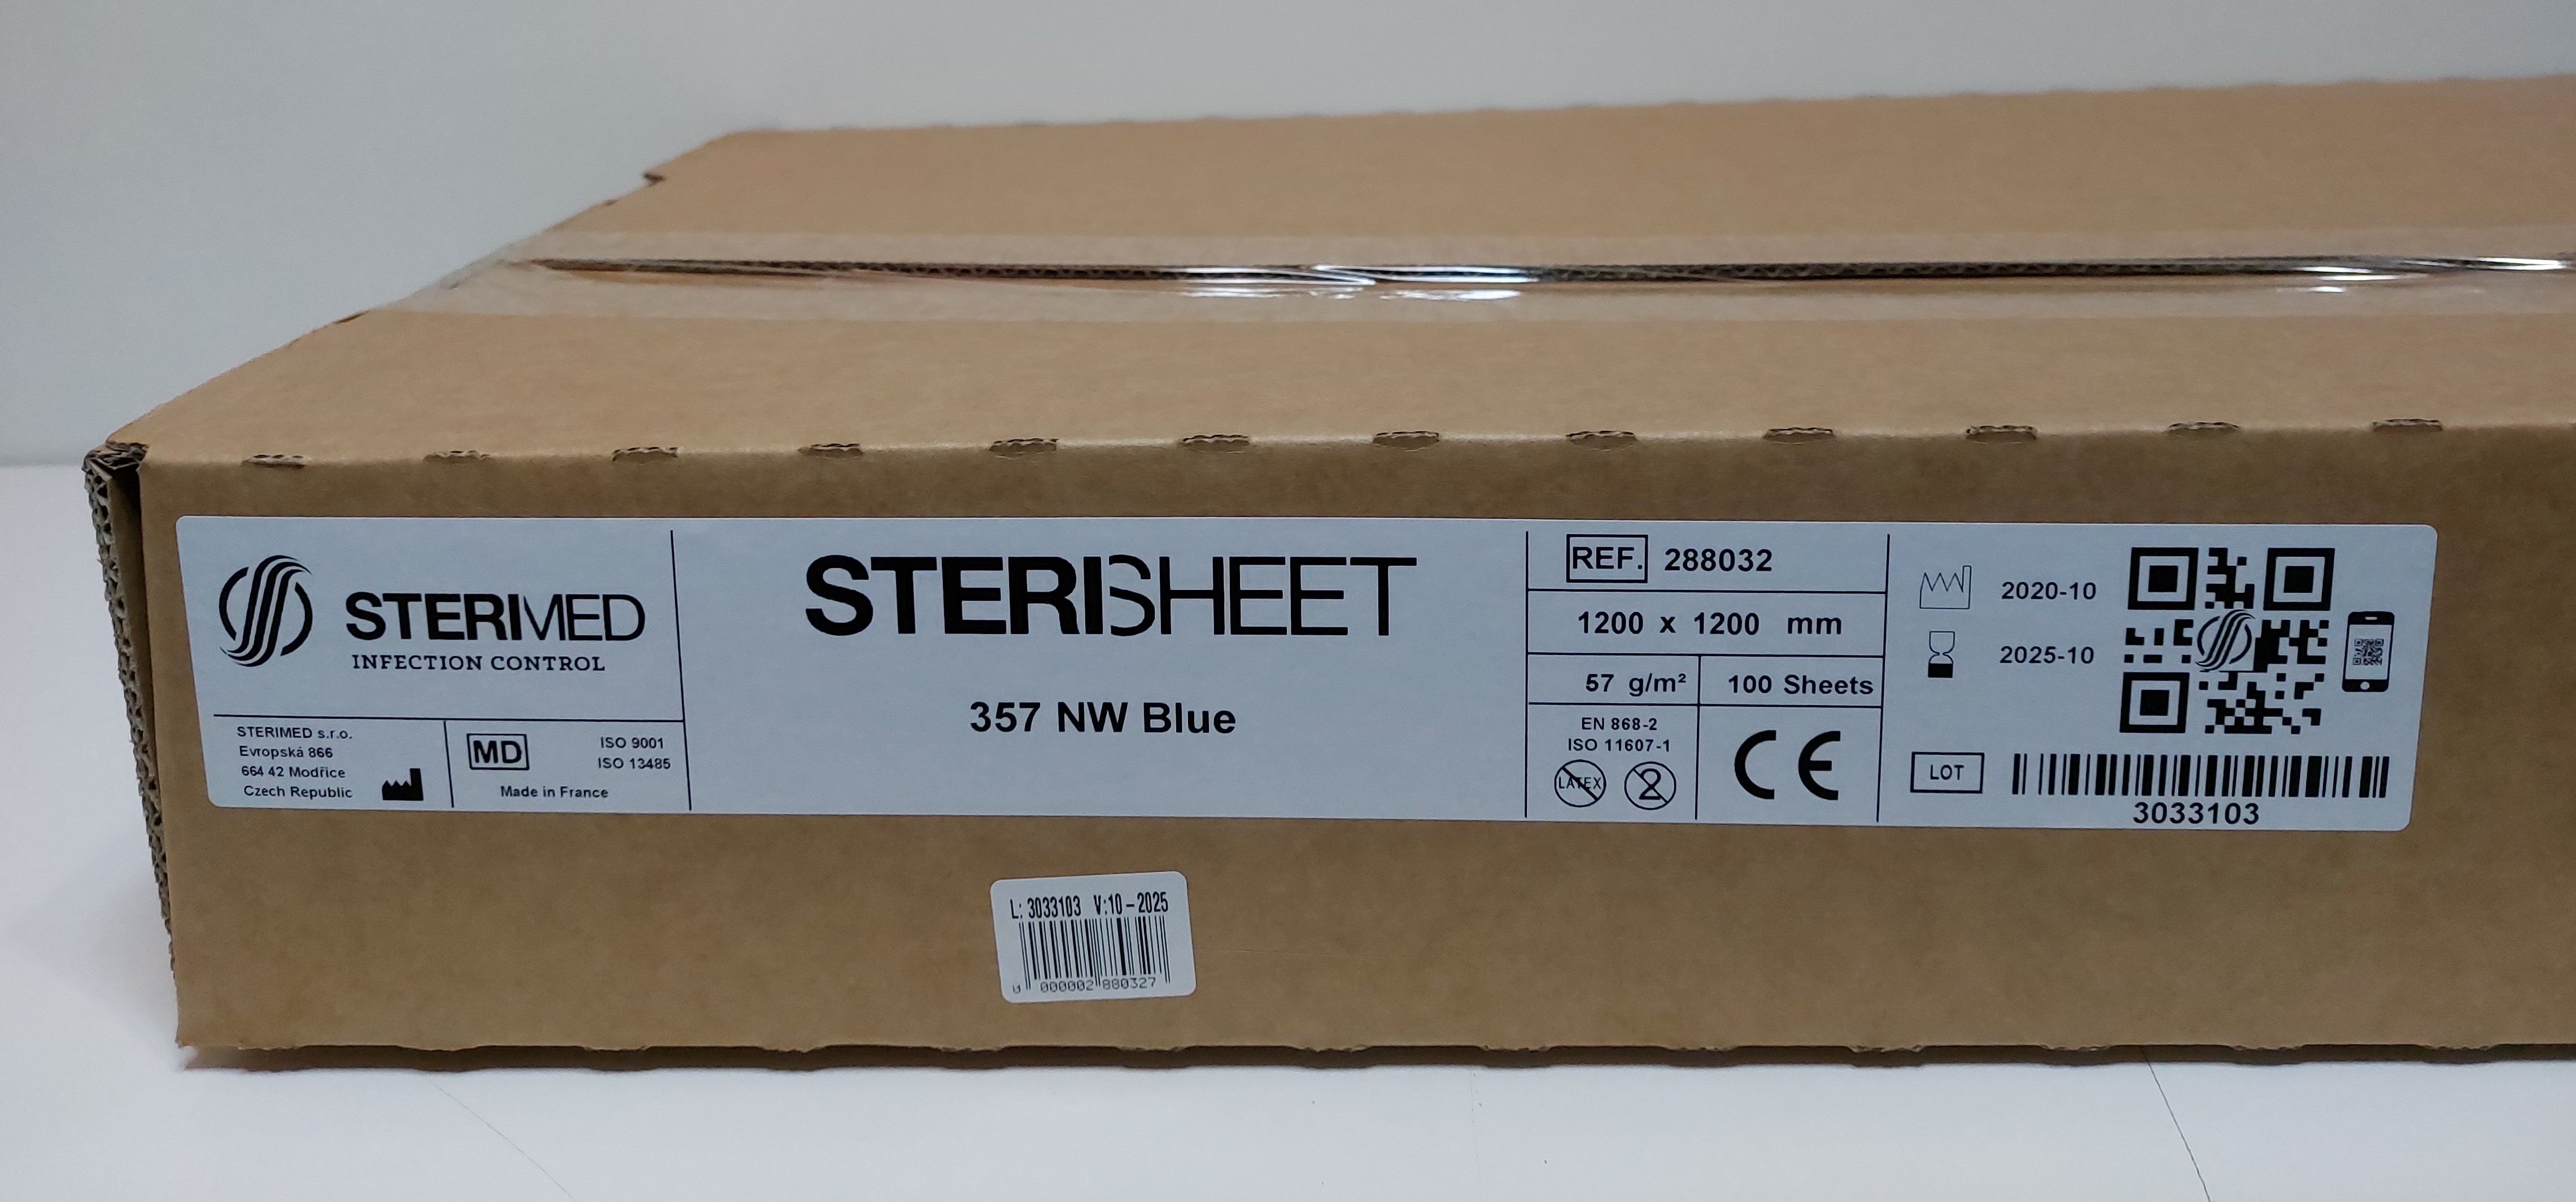 STERIMED
INFECTION CONTROL
STERIMED s.r.o.
Evropská 866
664 42 Modřice
Czech Republic
MD
ISO 9001
ISO 13485
Made in France
STERISHEET
357 NW Blue
REF. 288032
1200 x 1200 mm
57 g/m² 100 Sheets
EN 868-2
ISO 11607-1
LATEX
2
CE
2020-10
2025-10
LOT
3033103
L: 3033103 V:10-2025
0 000002 880327